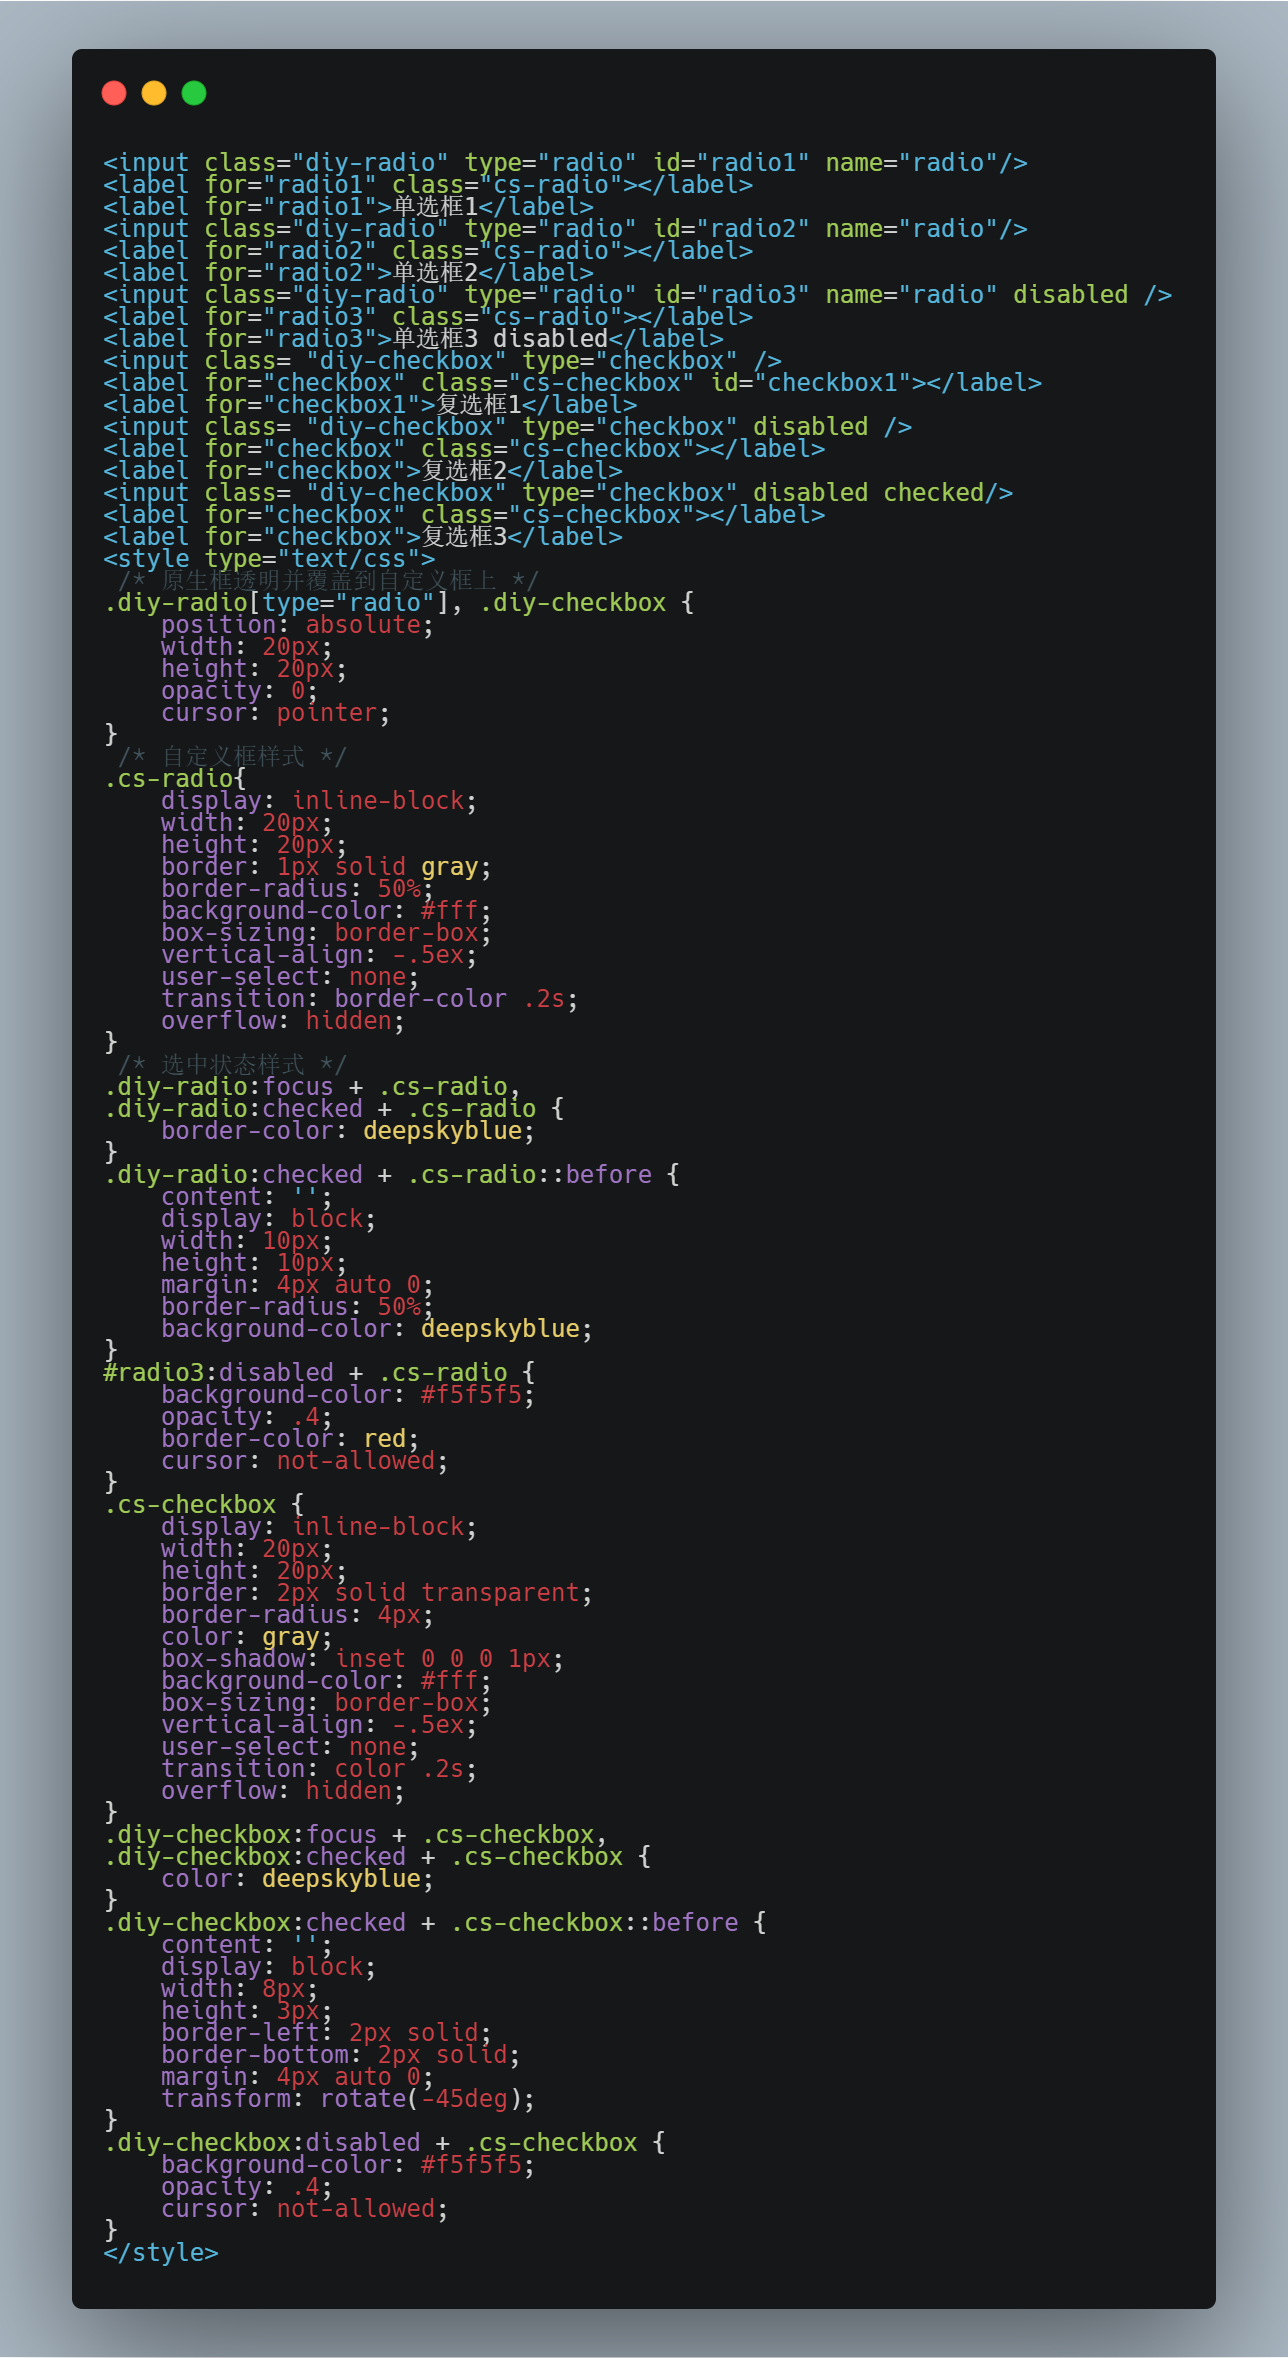 <input class="diy-radio" type="radio" id="radio1" name="radio"/>
<label for="radio1" class="cs-radio"></label>
<label for="radio1">单选框1</label>
<input class="diy-radio" type="radio" id="radio2" name="radio"/>
<label for="radio2" class="cs-radio"></label>
<label for="radio2">单选框2</label>
<input class="diy-radio" type="radio" id="radio3" name="radio" disabled />
<label for="radio3" class="cs-radio"></label>
<label for="radio3">单选框3 disabled</label>
<input class= "diy-checkbox" type="checkbox" />
<label for="checkbox" class="cs-checkbox" id="checkbox1"></label>
<label for="checkbox1">复选框1</label>
<input class= "diy-checkbox" type="checkbox" disabled />
<label for="checkbox" class="cs-checkbox"></label>
<label for="checkbox">复选框2</label>
<input class= "diy-checkbox" type="checkbox" disabled checked/>
<label for="checkbox" class="cs-checkbox"></label>
<label for="checkbox">复选框3</label>
<style type="text/css">
 /* 原生框透明并覆盖到自定义框上 */
.diy-radio[type="radio"], .diy-checkbox {
    position: absolute;
    width: 20px;
    height: 20px;
    opacity: 0;
    cursor: pointer;
}
 /* 自定义框样式 */
.cs-radio{
    display: inline-block;
    width: 20px;
    height: 20px;
    border: 1px solid gray;
    border-radius: 50%;
    background-color: #fff;
    box-sizing: border-box;
    vertical-align: -.5ex;
    user-select: none;
    transition: border-color .2s;
    overflow: hidden;
}
 /* 选中状态样式 */
.diy-radio:focus + .cs-radio,
.diy-radio:checked + .cs-radio {
    border-color: deepskyblue;
}
.diy-radio:checked + .cs-radio::before {
    content: '';
    display: block;
    width: 10px;
    height: 10px;
    margin: 4px auto 0;
    border-radius: 50%;
    background-color: deepskyblue;
}
#radio3:disabled + .cs-radio {
    background-color: #f5f5f5;
    opacity: .4;
    border-color: red;
    cursor: not-allowed;
}
.cs-checkbox {
    display: inline-block;
    width: 20px;
    height: 20px;
    border: 2px solid transparent;
    border-radius: 4px;
    color: gray;
    box-shadow: inset 0 0 0 1px;
    background-color: #fff;
    box-sizing: border-box;
    vertical-align: -.5ex;
    user-select: none;
    transition: color .2s;
    overflow: hidden;
}
.diy-checkbox:focus + .cs-checkbox,
.diy-checkbox:checked + .cs-checkbox {
    color: deepskyblue;
}
.diy-checkbox:checked + .cs-checkbox::before {
    content: '';
    display: block;
    width: 8px;
    height: 3px;
    border-left: 2px solid;
    border-bottom: 2px solid;
    margin: 4px auto 0;
    transform: rotate(-45deg);
}
.diy-checkbox:disabled + .cs-checkbox {
    background-color: #f5f5f5;
    opacity: .4;
    cursor: not-allowed;
}
</style>